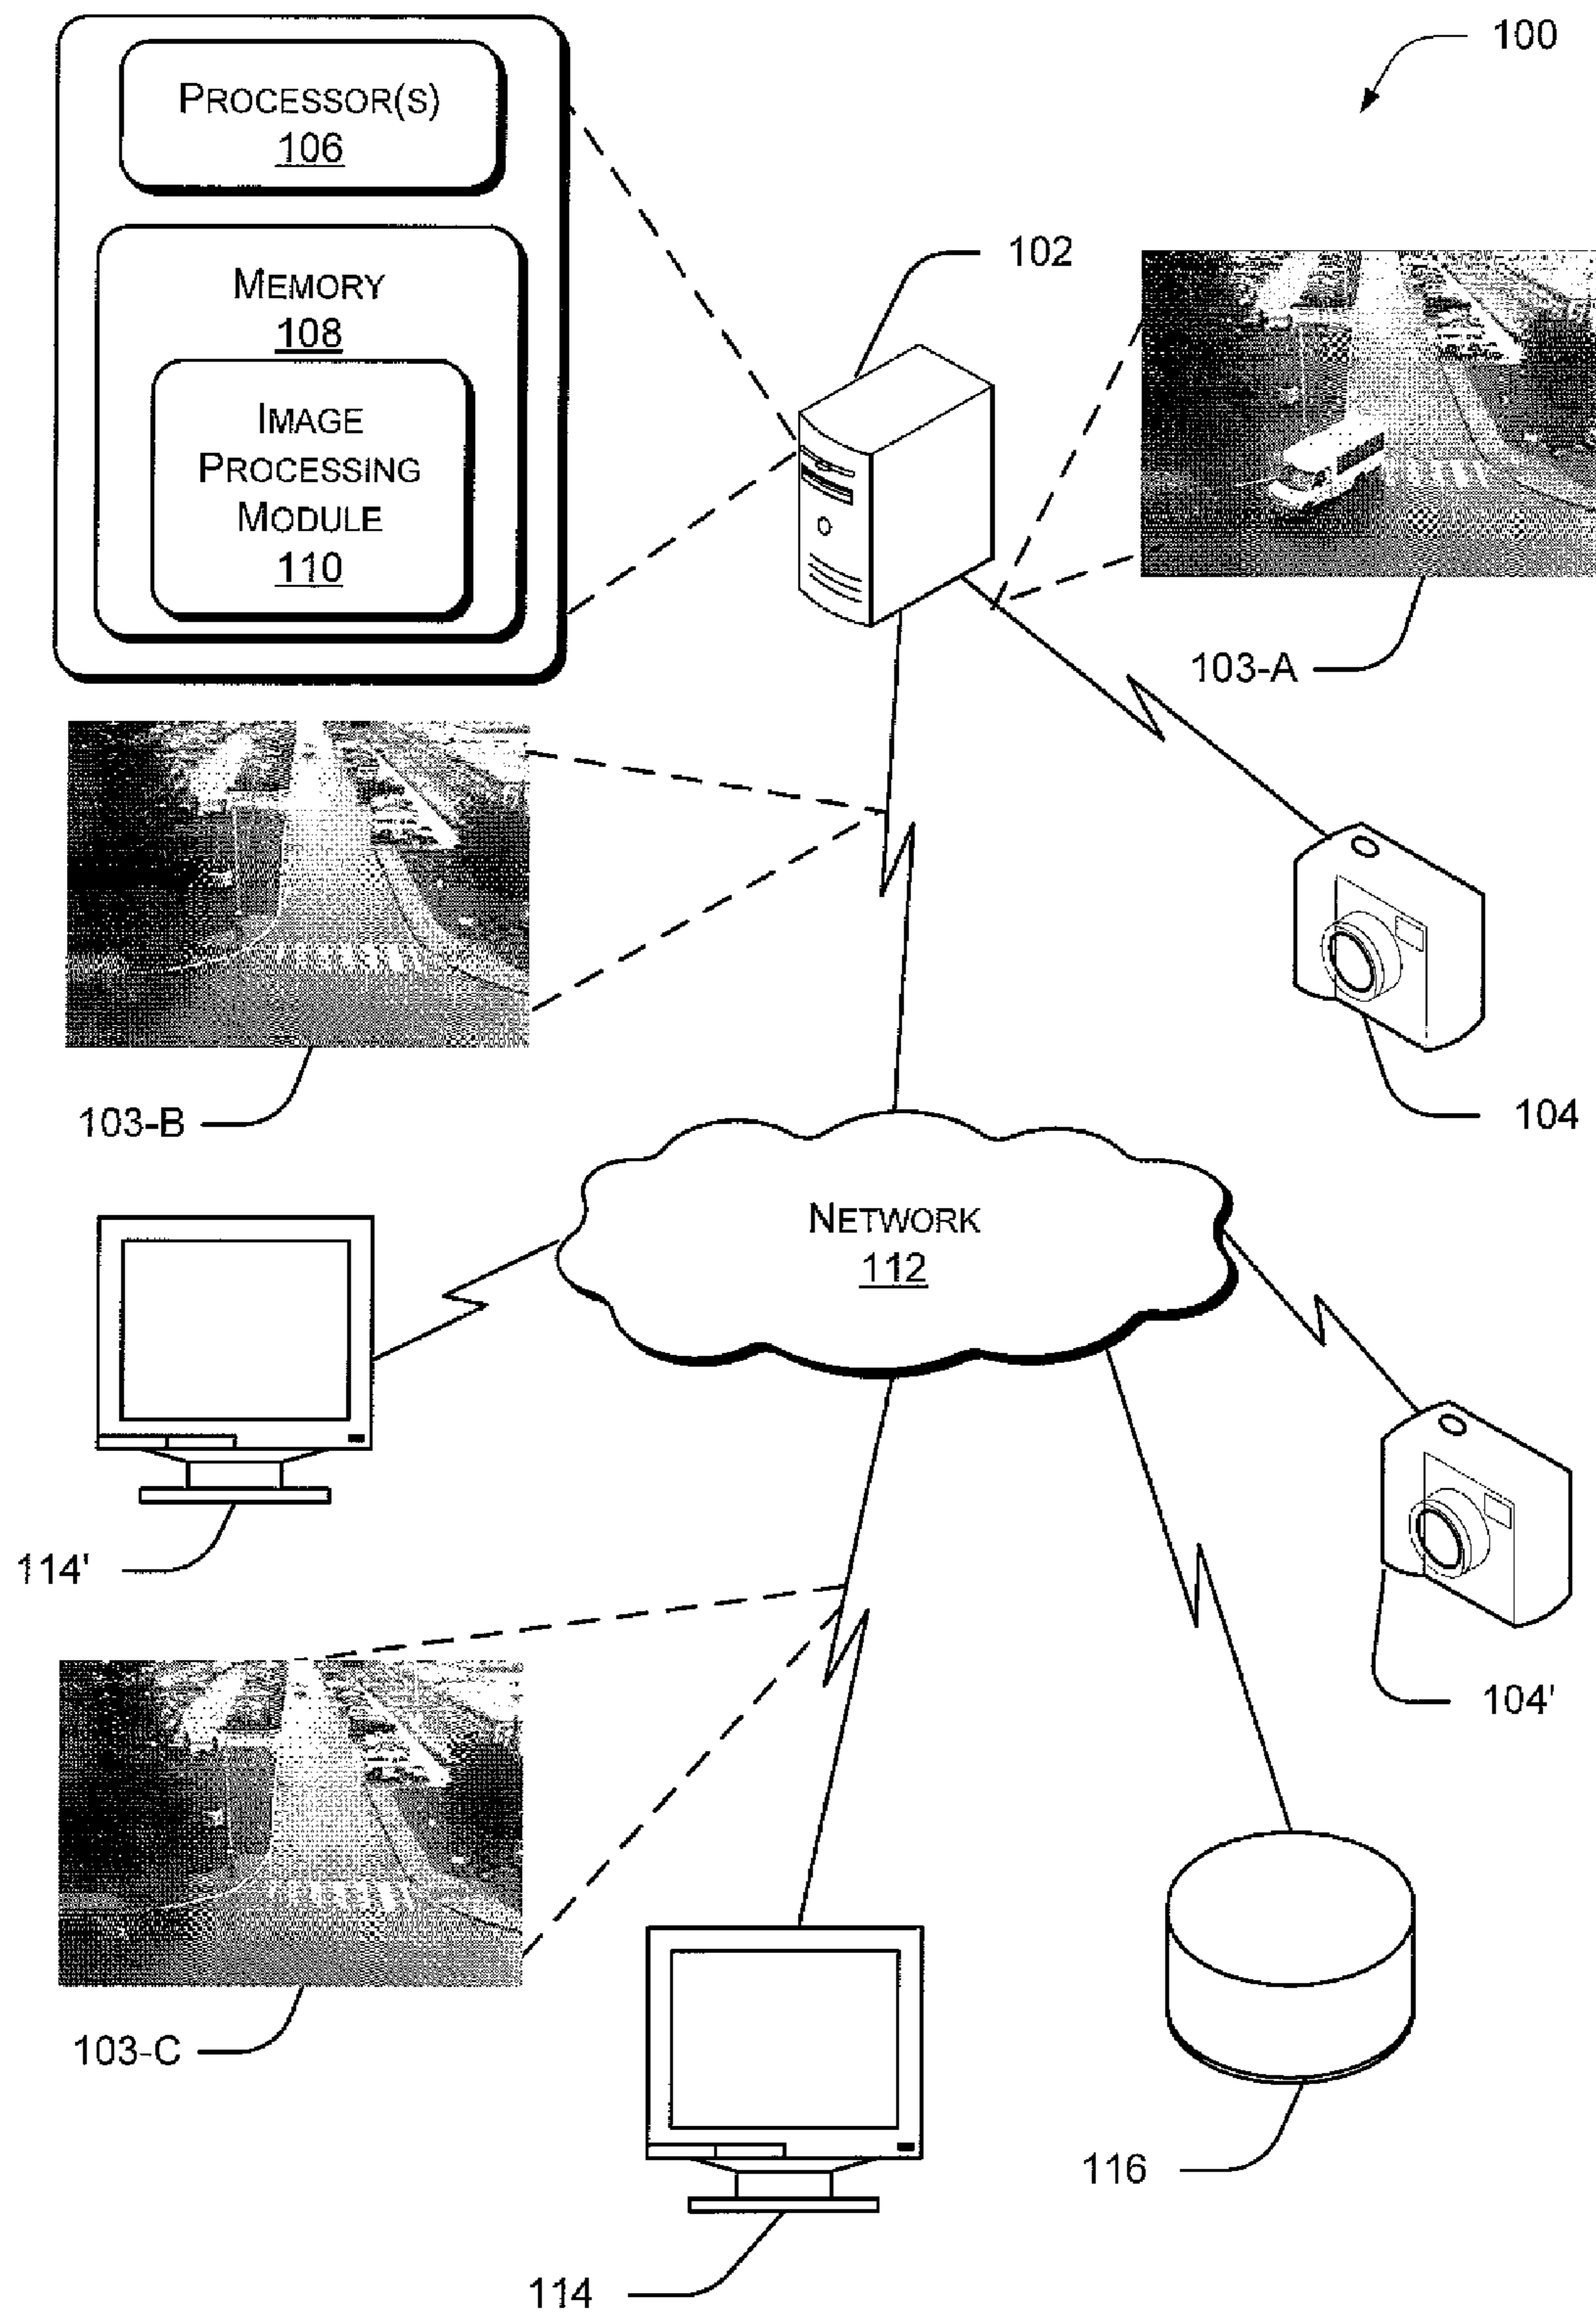 100
PROCESSOR(S)
106
102
MEMORY
108
IMAGE
PROCESSING
MODULE
110
103-A
103-B
104
NETWORK
112
114'
104'
103-C
116
114